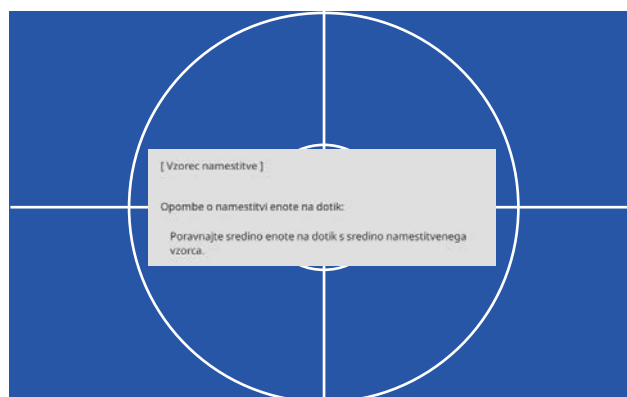 [ Vzorec namestitve ]
Opombe o namestitvi enote na dotik:
Poravnajte sredino enote na dotik s sredino namestitvenega
vzorca.